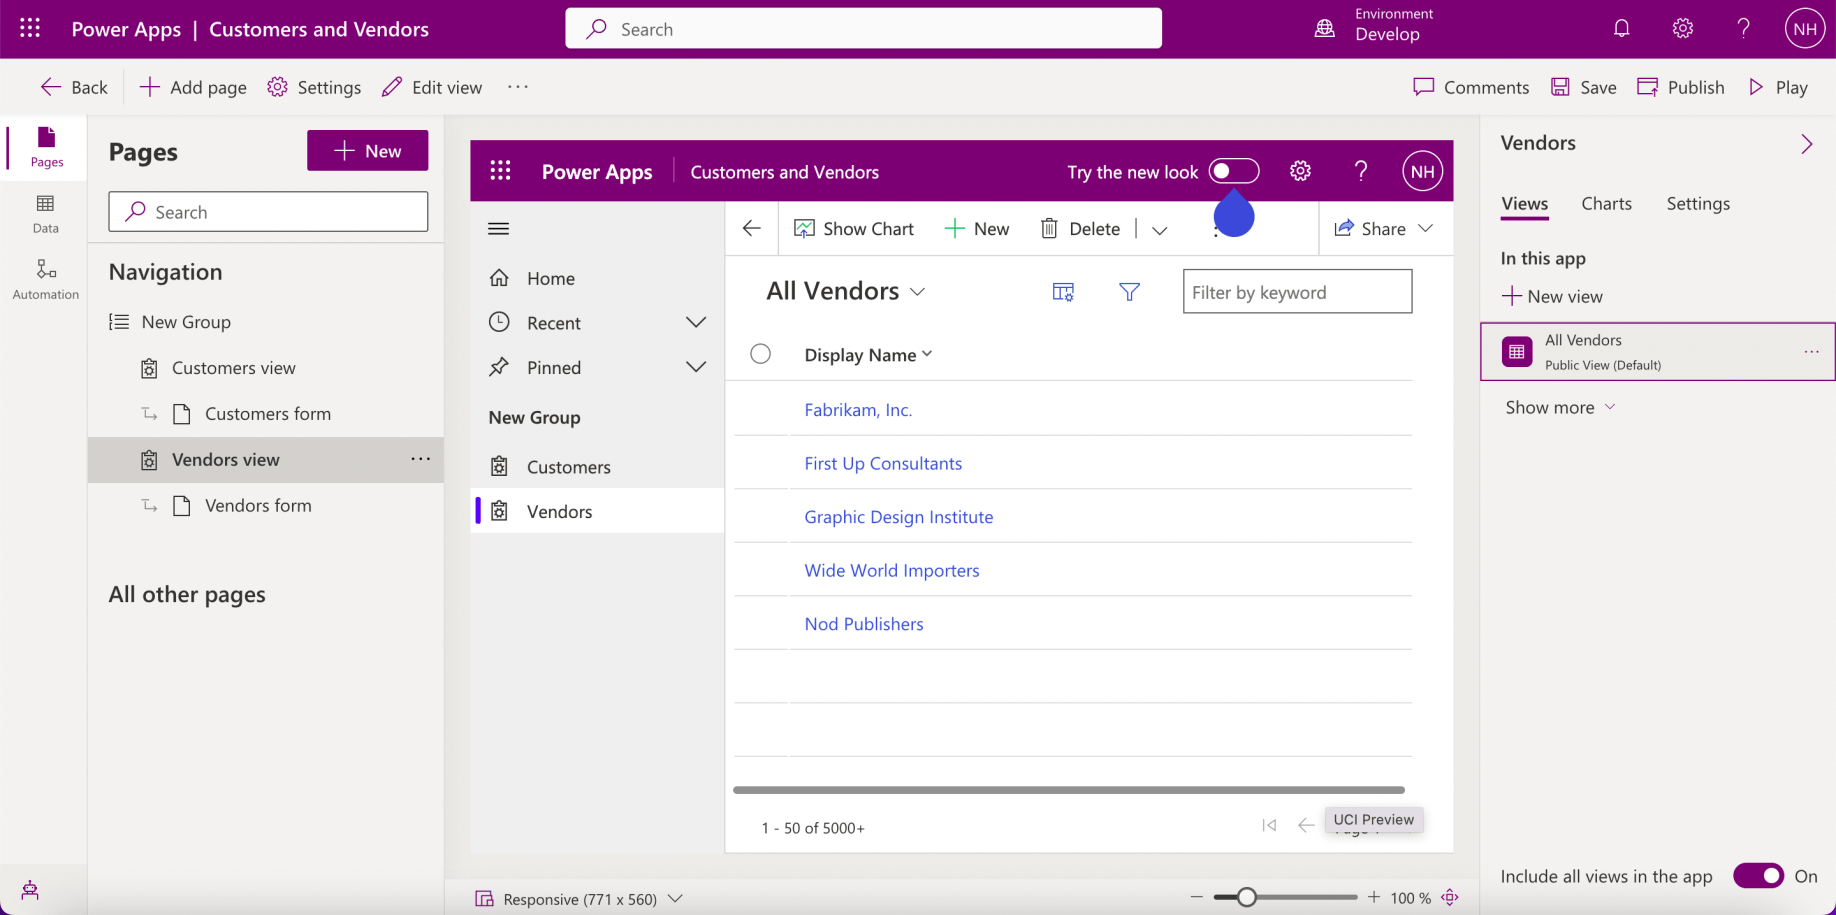 Power Apps | Customers and Vendors
Search
Environment
Develop
NH
Back
Add page
Settings
Edit view
Comments
Save
Publish
Play
Pages
Data
Automation
Pages
New
Search
Navigation
New Group
Customers view
Customers form
Vendors view
Vendors form
All other pages
Power Apps
Customers and Vendors
Try the new look
NH
Home
Recent
Pinned
New Group
Customers
Vendors
Show Chart
New
Delete
Share
All Vendors
Filter by keyword
Display Name
Fabrikam, Inc.
First Up Consultants
Graphic Design Institute
Wide World Importers
Nod Publishers
1 - 50 of 5000+
UCI Preview
Responsive (771 x 560)
100 %
Vendors
Views
Charts
Settings
In this app
New view
All Vendors
Public View (Default)
Show more
Include all views in the app
On